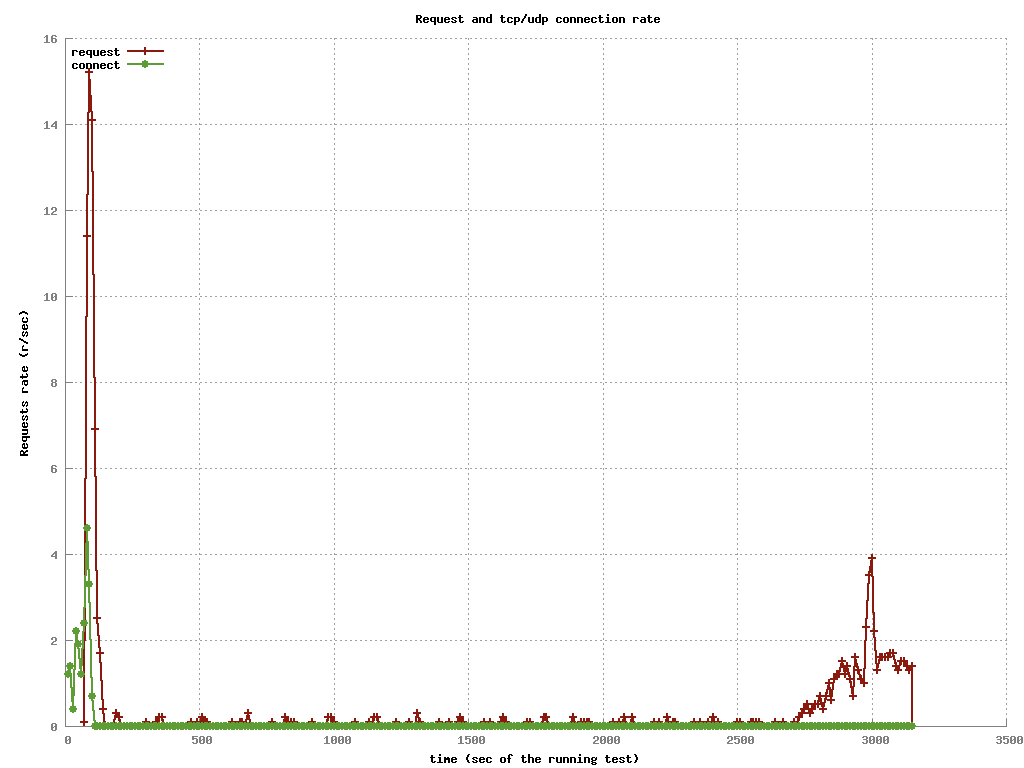 Request and tcp/udp connection rate
16
request
connect
14
12
10
8
6
4
2
0
Requests rate (r/sec)
0 500 1000 1500 2000 2500 3000 3500
time (sec of the running test)